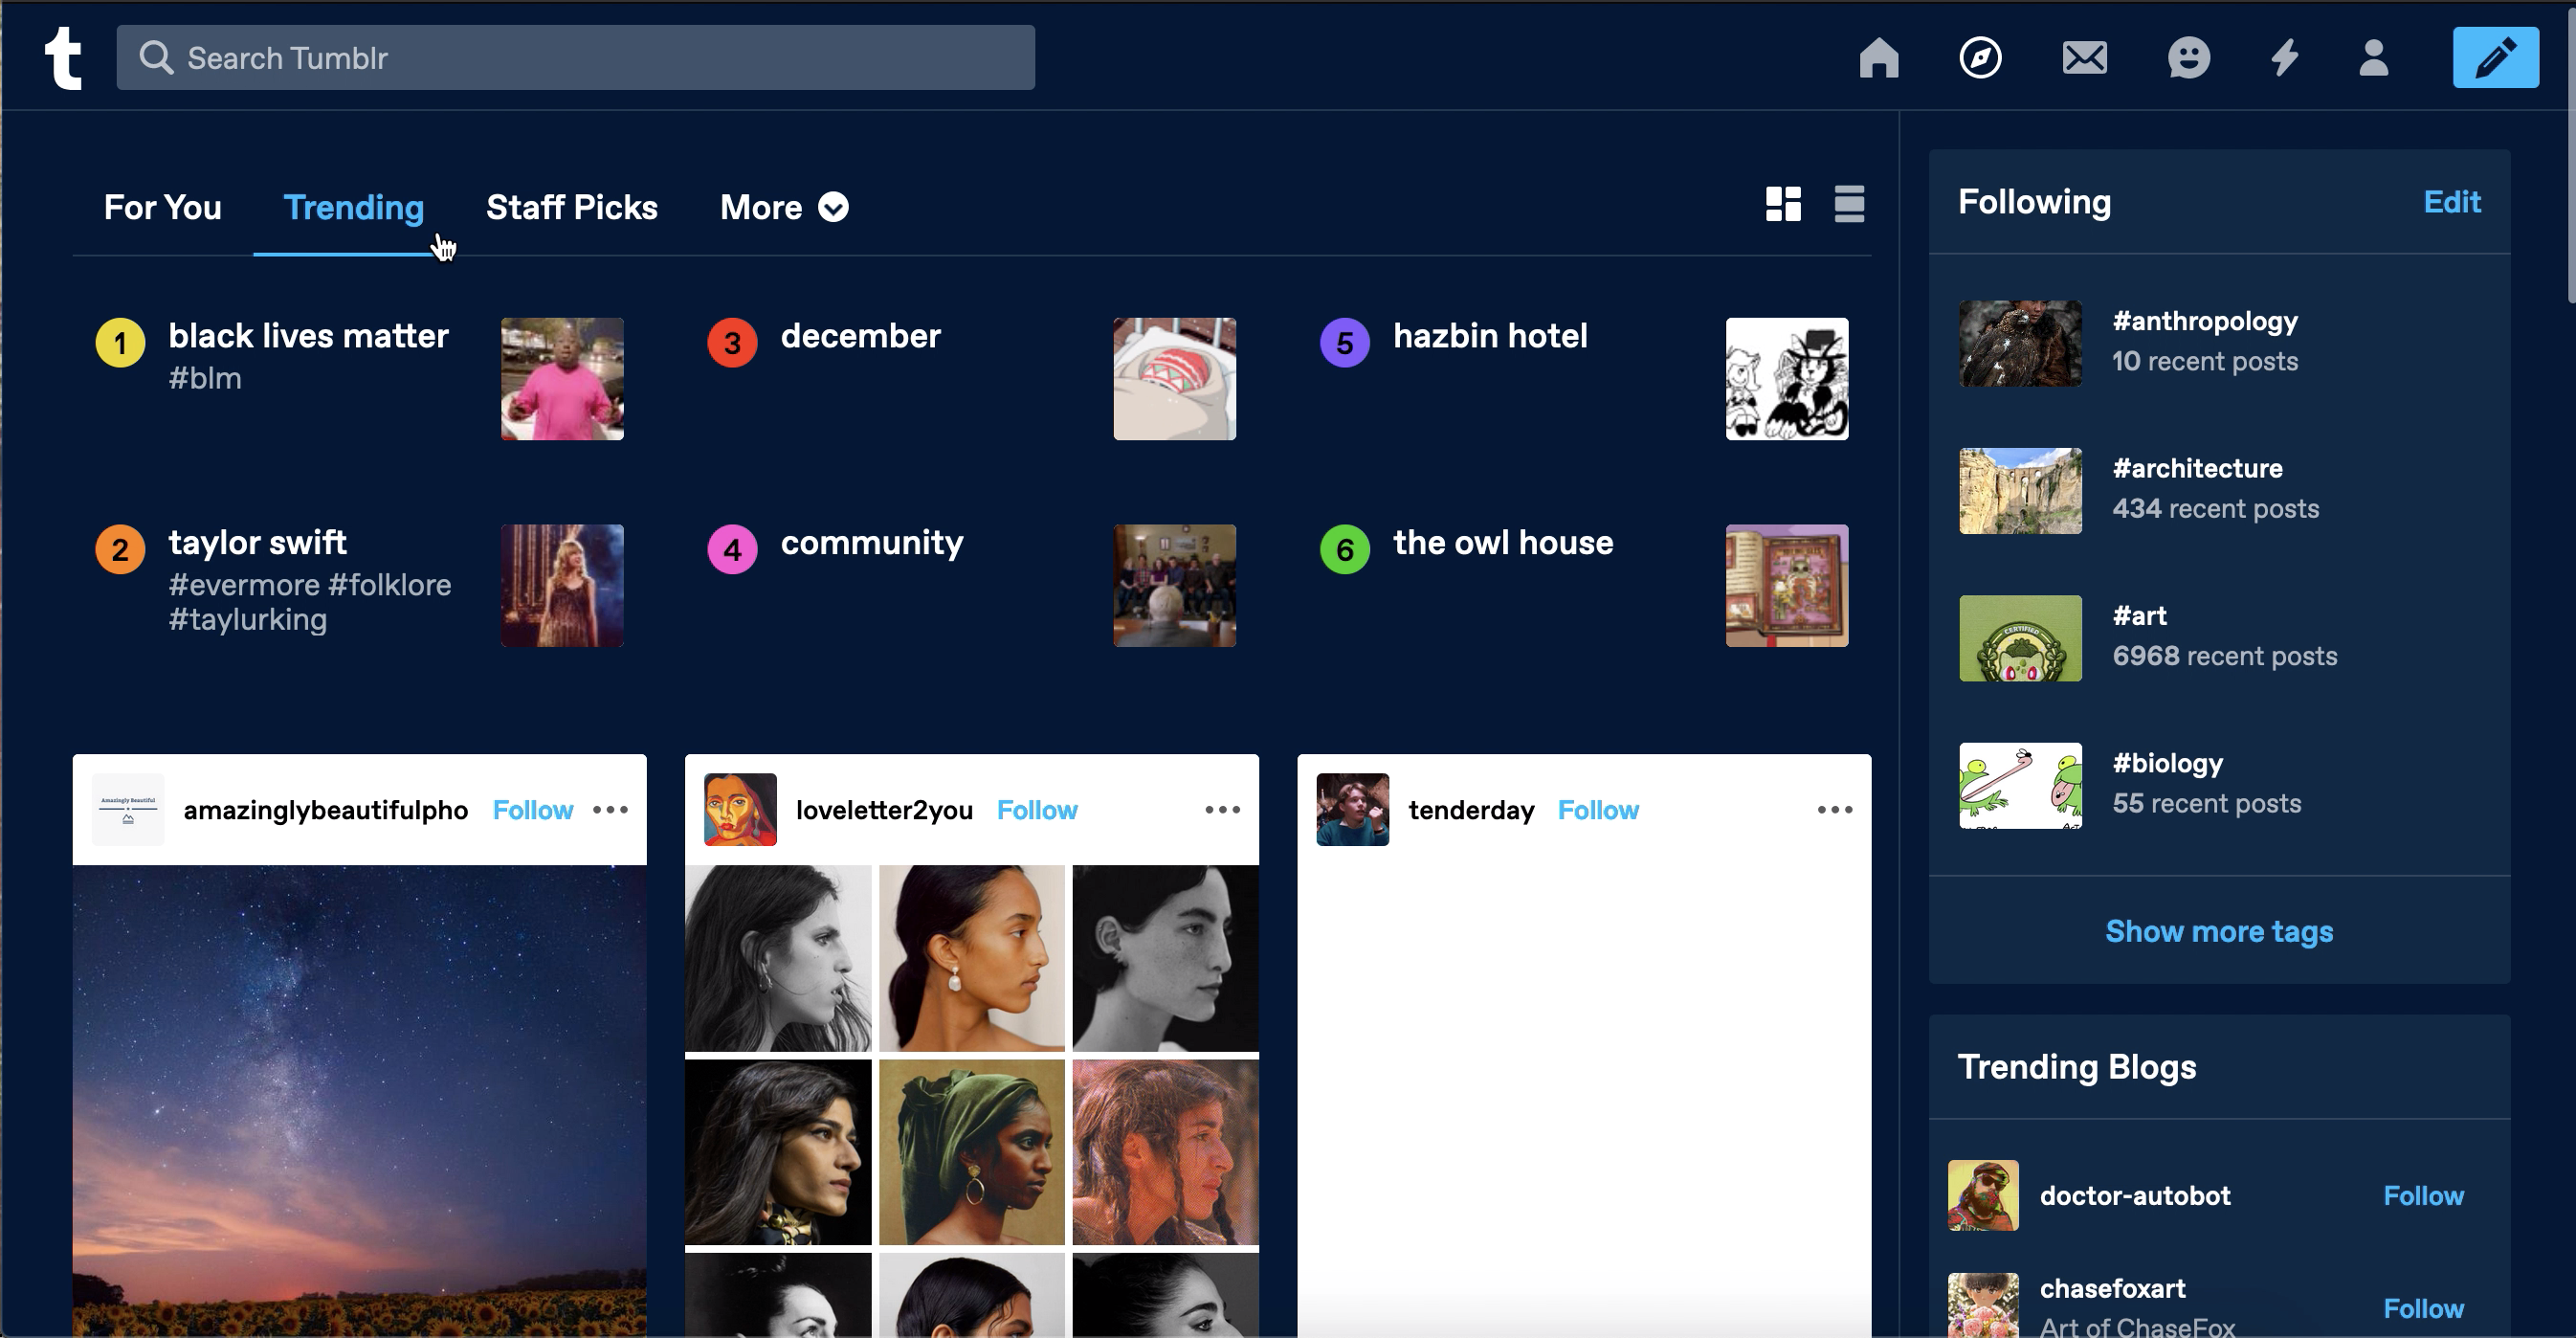 t
Search Tumblr
For You
Trending
Staff Picks
More
1
black lives matter
#blm
3
december
5
hazbin hotel
2
taylor swift
#evermore #folklore
#taylurking
4
community
6
the owl house
amazinglybeautifulpho
Follow
Amazingly Beautiful
loveletter2you
Follow
tenderday
Follow
Following
Edit
#anthropology
10 recent posts
#architecture
434 recent posts
#art
6968 recent posts
CERTIFIED
#biology
55 recent posts
Show more tags
Trending Blogs
doctor-autobot
Follow
chasefoxart
Art of ChaseFox
Follow